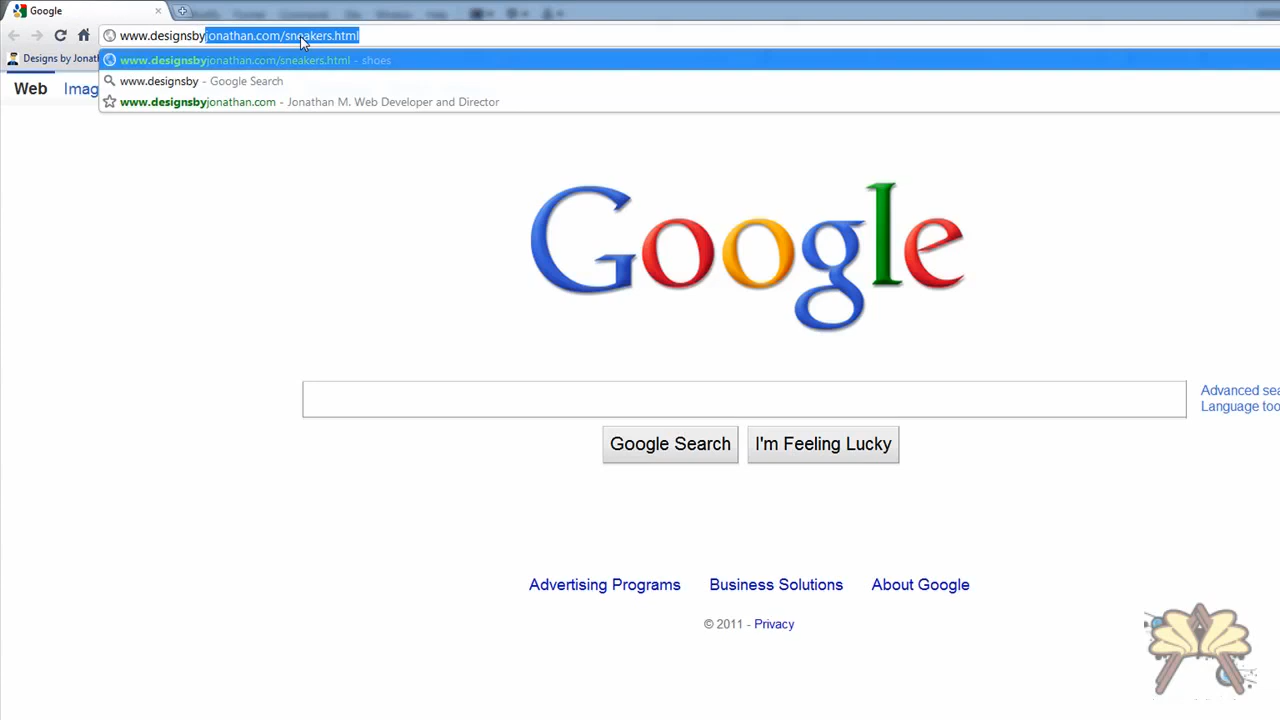 Google
www.designsbyjonathan.com/sneakers.html
Designs by Jonath
www.designsbyjonathan.com/sneakers.html - shoes
www.designsby - Google Search
www.designsbyjonathan.com - Jonathan M. Web Developer and Director
Web Imag
Google
Advanced sea
Language too
Google Search I'm Feeling Lucky
Advertising Programs Business Solutions About Google
© 2011 - Privacy